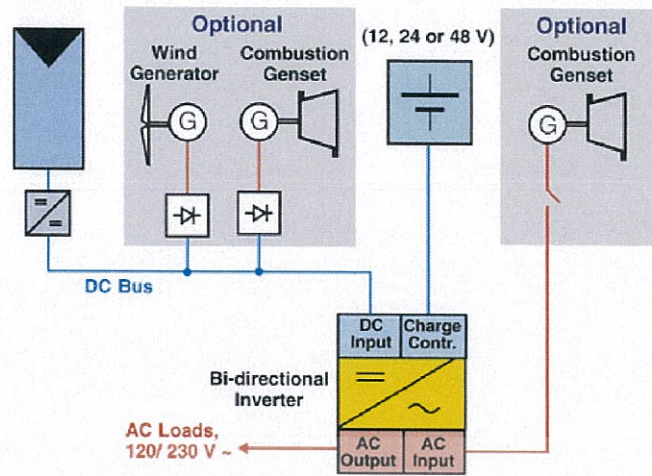 Optional
Wind
Generator
Combustion
Genset
G
G
(12, 24 or 48 V)
Optional
Combustion
Genset
G
DC Bus
DC
Input
Charge
Contr.
Bi-directional
Inverter
AC Loads,
120/ 230 V ~
AC
Output
AC
Input